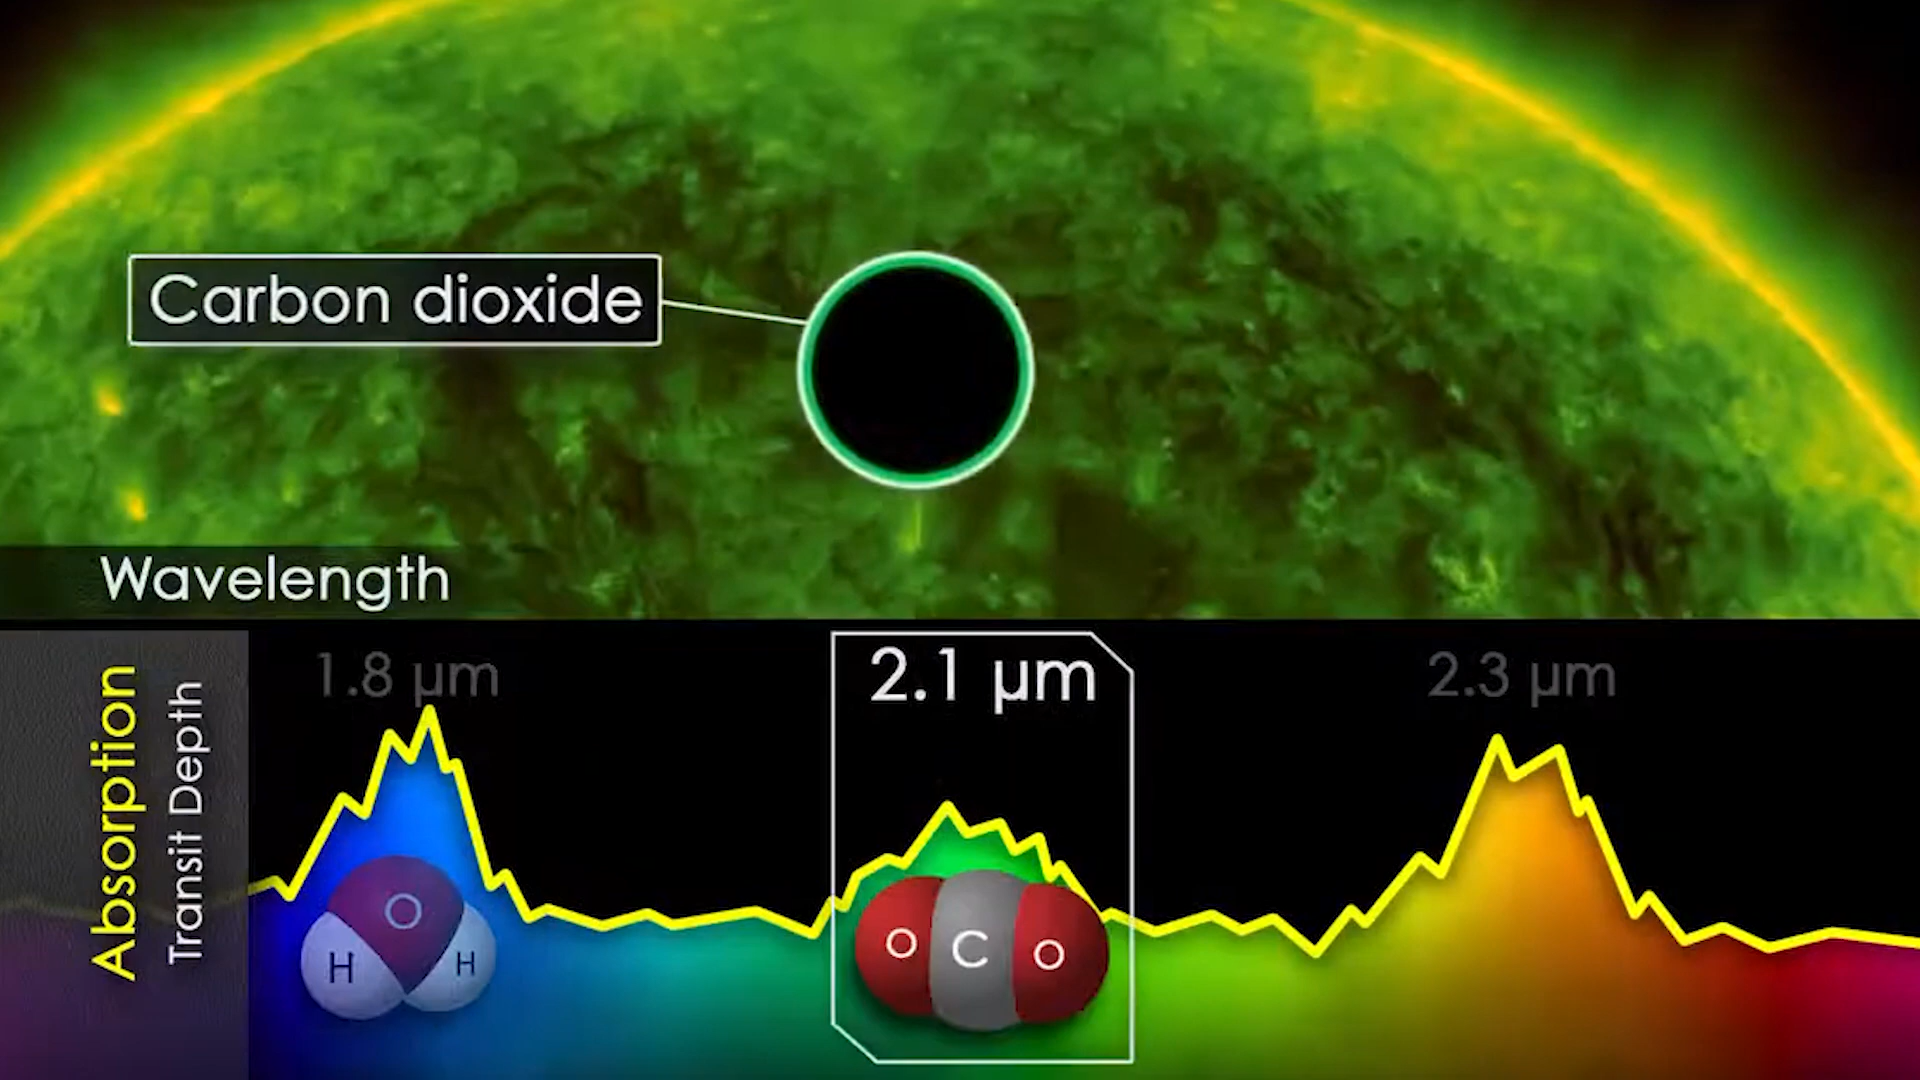 Carbon dioxide
Wavelength
1.8 µm
2.1 µm
2.3 µm
Absorption
Transit Depth
O
H
H
O
C
O